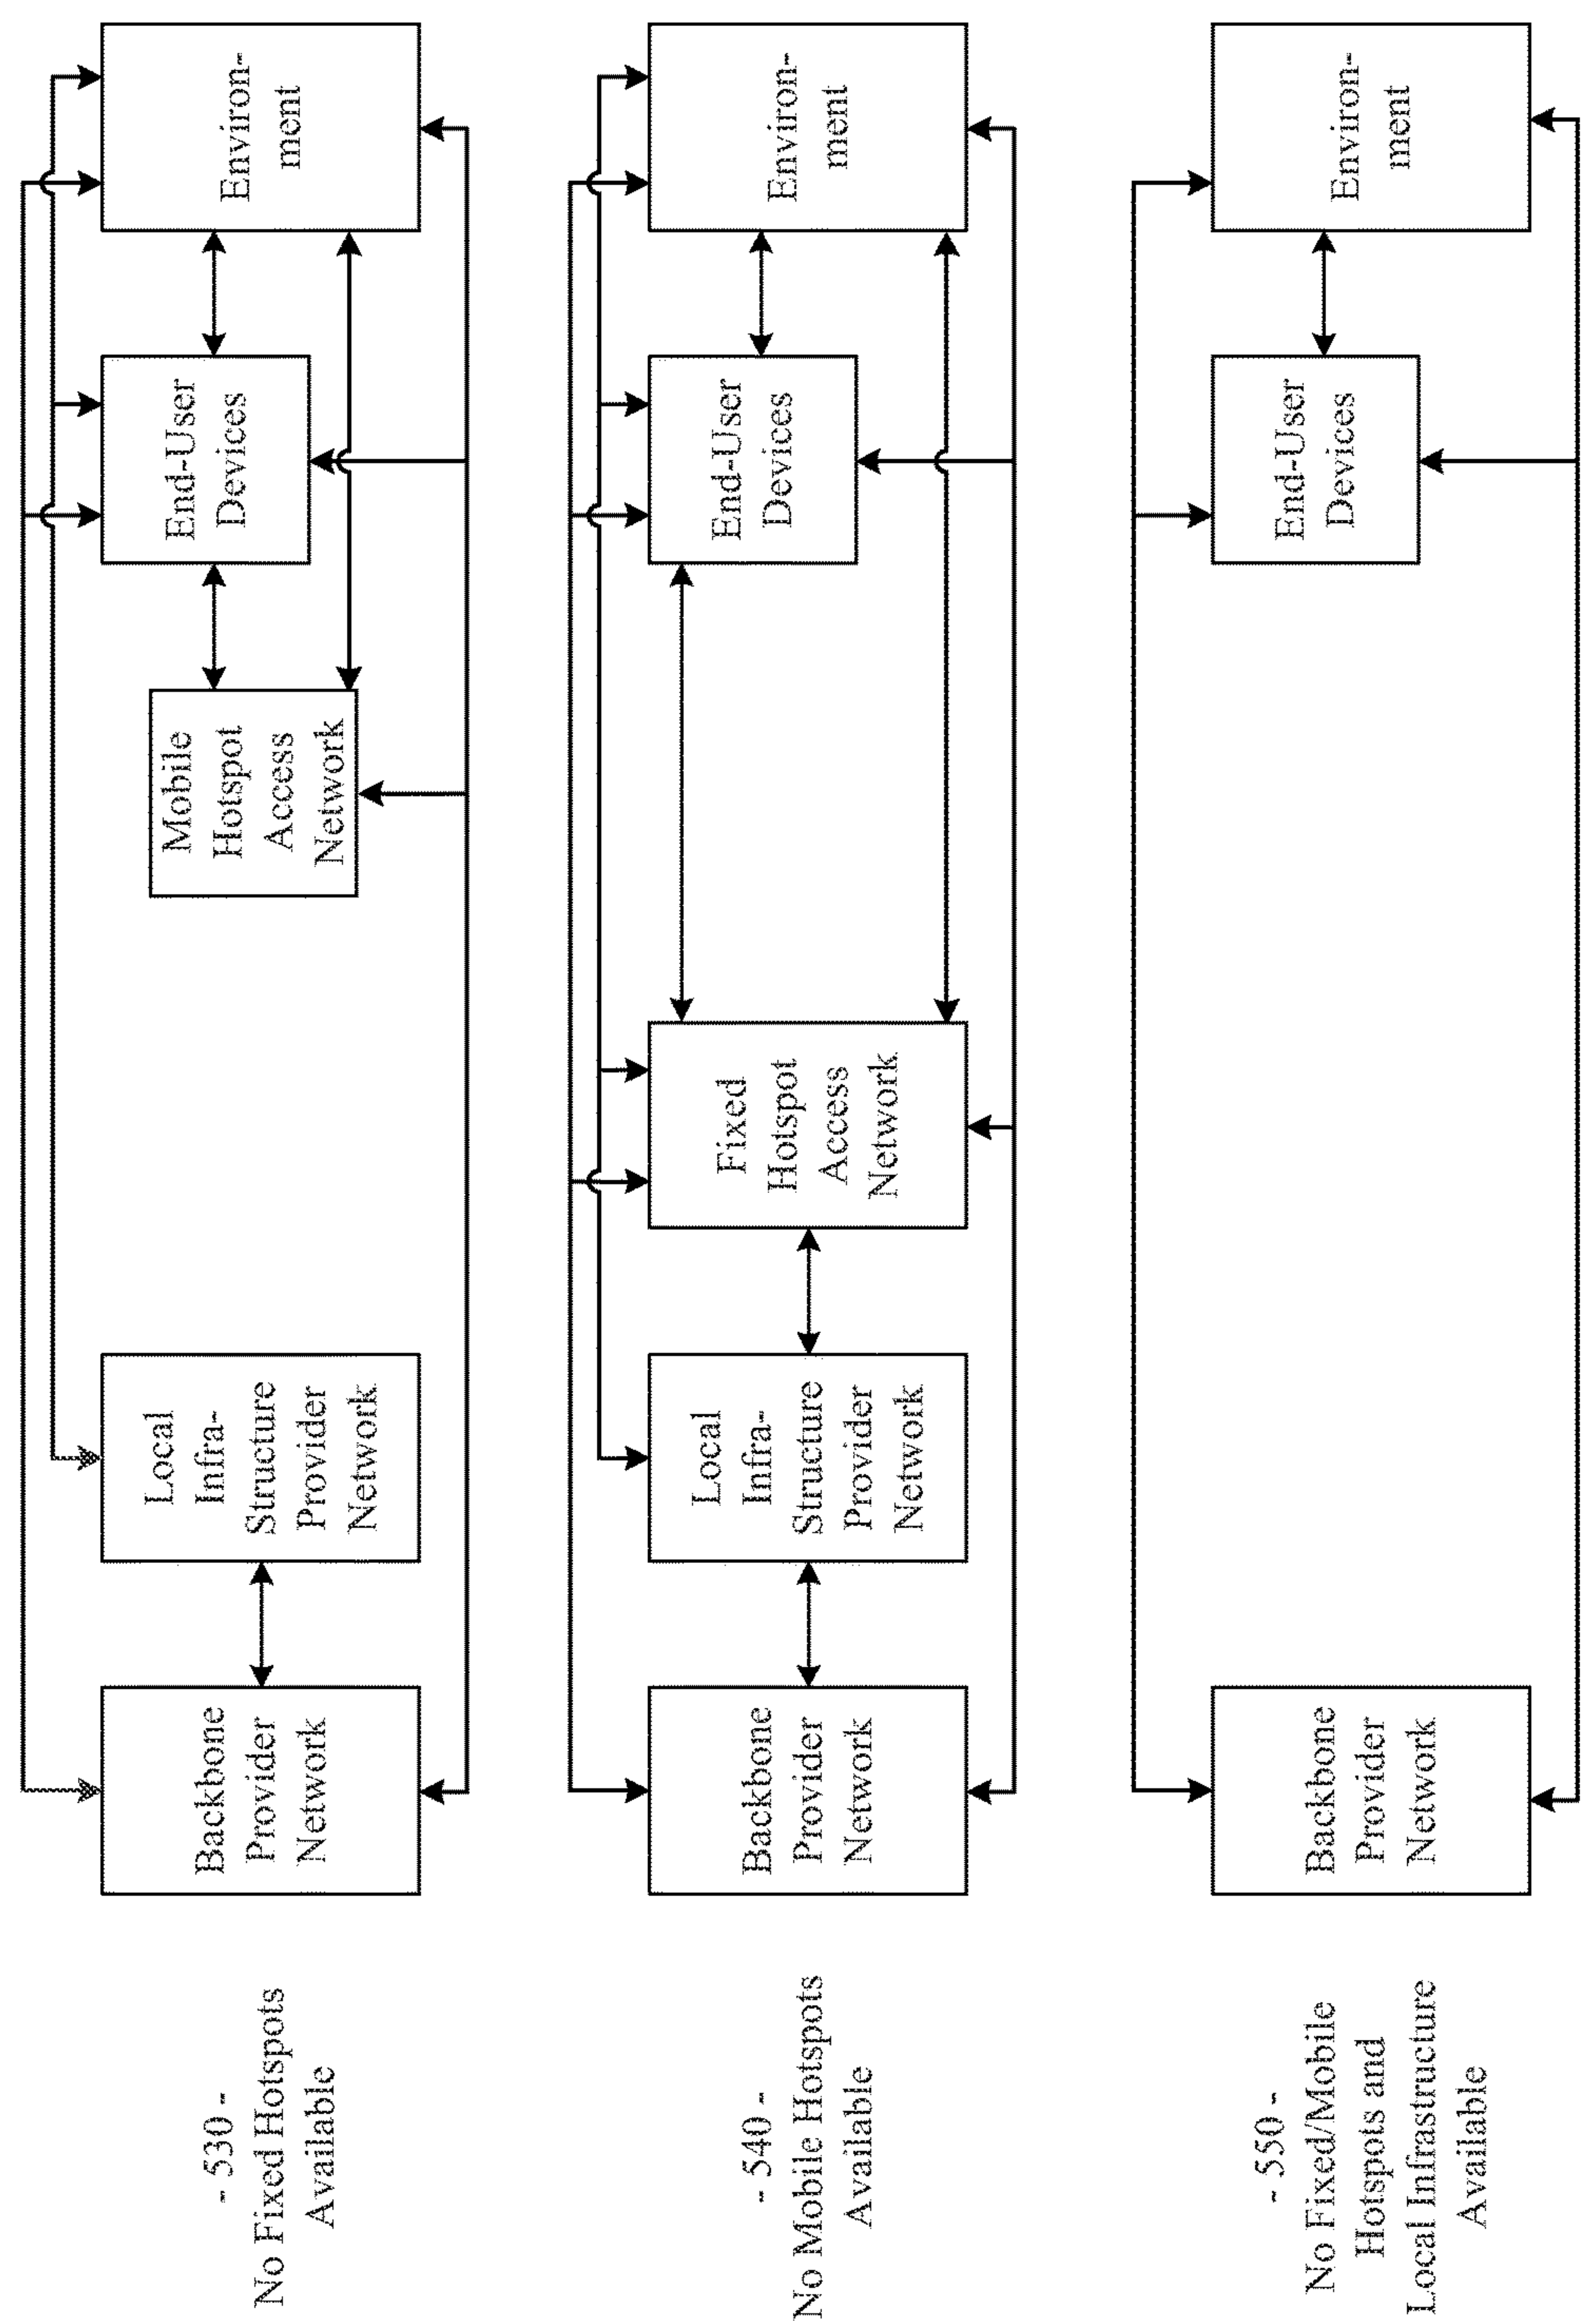 - 530 -
No Fixed Hotspots
Available
Backbone
Provider
Network
Local
Infra-
Structure
Provider
Network
Mobile
Hotspot
Access
Network
End-User
Devices
Environ-
ment
- 540 -
No Mobile Hotspots
Available
Backbone
Provider
Network
Local
Infra-
Structure
Provider
Network
Fixed
Hotspot
Access
Network
End-User
Devices
Environ-
ment
- 550 -
No Fixed/Mobile
Hotspots and
Local Infrastructure
Available
Backbone
Provider
Network
End-User
Devices
Environ-
ment